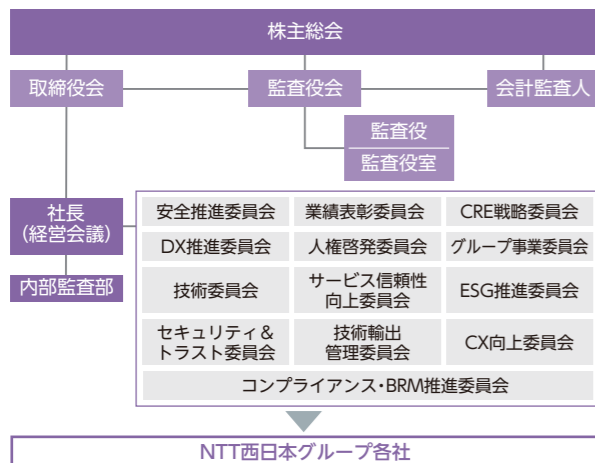 株主総会
取締役会
監査役会
会計監査人
監査役
監査役室
社長
(経営会議)
内部監査部
安全推進委員会
業績表彰委員会
CRE戦略委員会
DX推進委員会
人権啓発委員会
グループ事業委員会
技術委員会
サービス信頼性
向上委員会
ESG推進委員会
セキュリティ&
トラスト委員会
技術輸出
管理委員会
CX向上委員会
コンプライアンス・BRM推進委員会
NTT西日本グループ各社